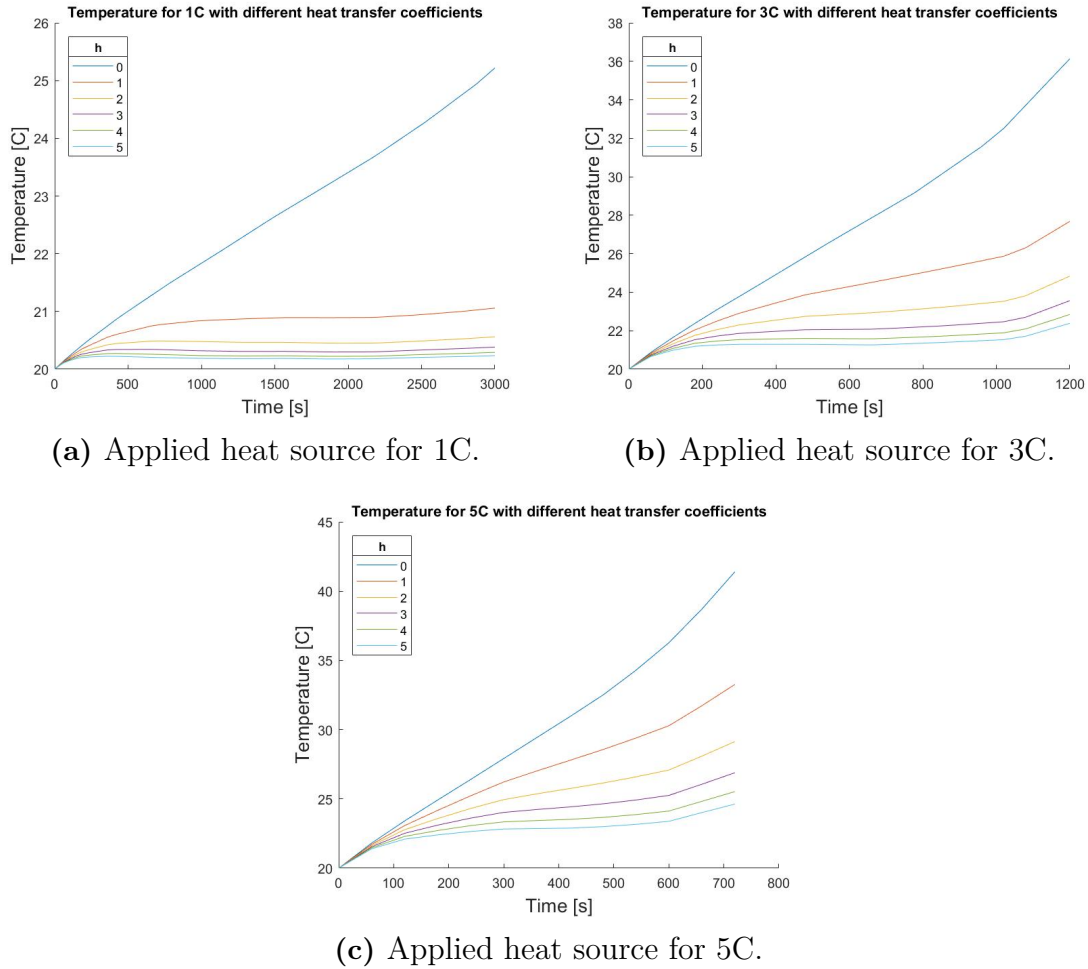 Temperature for 1C with different heat transfer coefficients
26
25
24
23
22
21
20
Temperature [C]
h
0
1
2
3
4
5
0 500 1000 1500 2000 2500 3000
Time [s]
(a) Applied heat source for 1C.
Temperature for 3C with different heat transfer coefficients
38
36
34
32
30
28
26
24
22
20
Temperature [C]
h
0
1
2
3
4
5
0 200 400 600 800 1000 1200
Time [s]
(b) Applied heat source for 3C.
Temperature for 5C with different heat transfer coefficients
45
40
35
30
25
20
Temperature [C]
h
0
1
2
3
4
5
0 100 200 300 400 500 600 700 800
Time [s]
(c) Applied heat source for 5C.